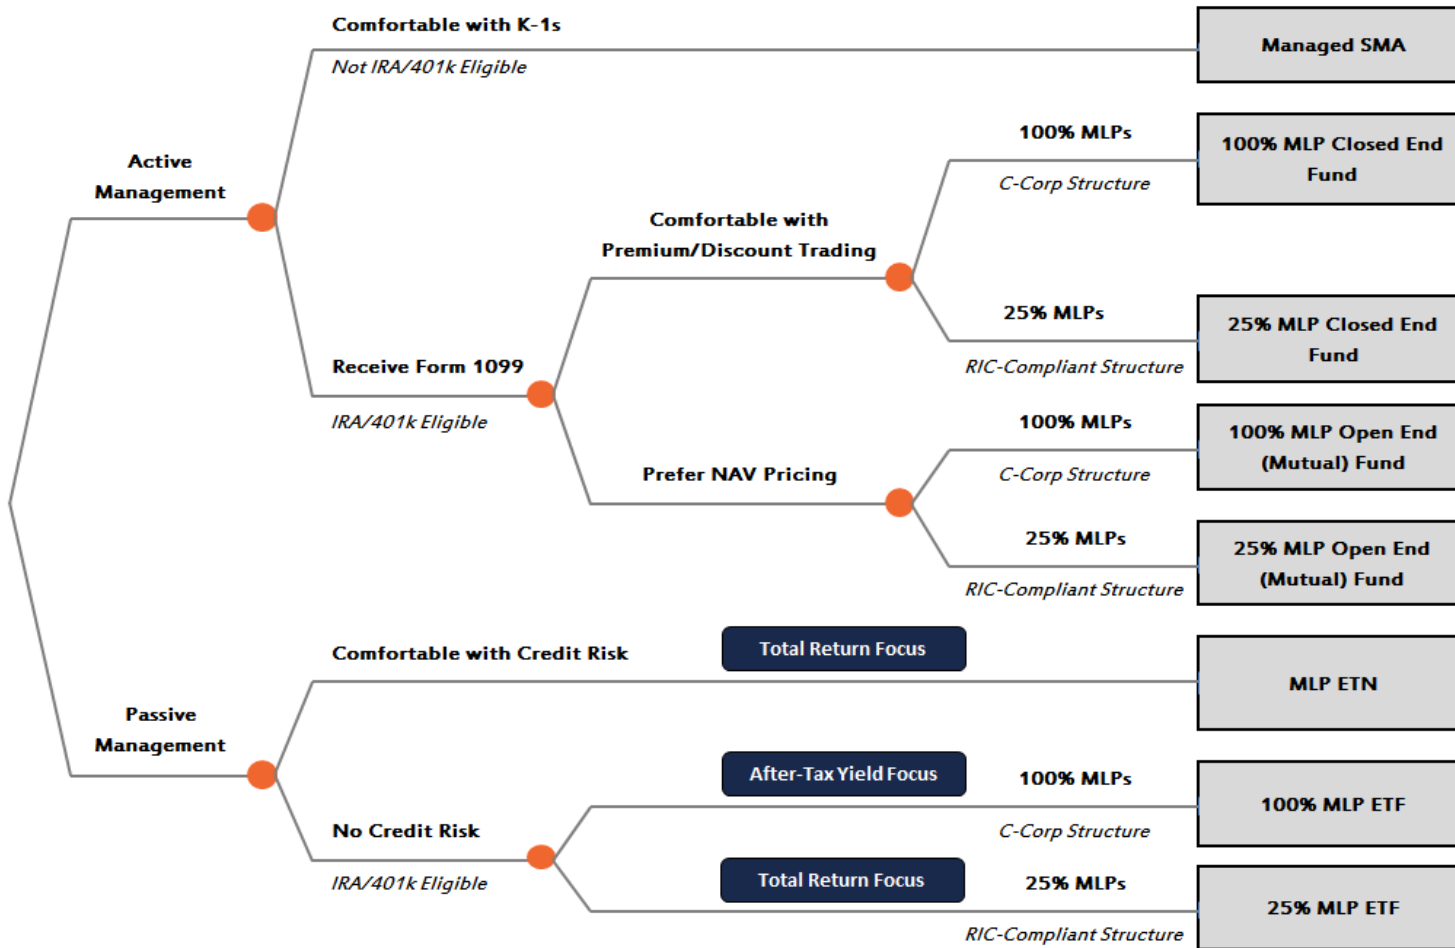 Comfortable with K-1s
Not IRA/401k Eligible
Managed SMA
Active
Management
100% MLPs
C-Corp Structure
100% MLP Closed End
Fund
Comfortable with
Premium/Discount Trading
25% MLPs
RIC-Compliant Structure
25% MLP Closed End
Fund
Receive Form 1099
IRA/401k Eligible
100% MLPs
C-Corp Structure
100% MLP Open End
(Mutual) Fund
Prefer NAV Pricing
25% MLPs
RIC-Compliant Structure
25% MLP Open End
(Mutual) Fund
Comfortable with Credit Risk
Total Return Focus
MLP ETN
Passive
Management
After-Tax Yield Focus
100% MLPs
C-Corp Structure
100% MLP ETF
No Credit Risk
IRA/401k Eligible
Total Return Focus
25% MLPs
RIC-Compliant Structure
25% MLP ETF